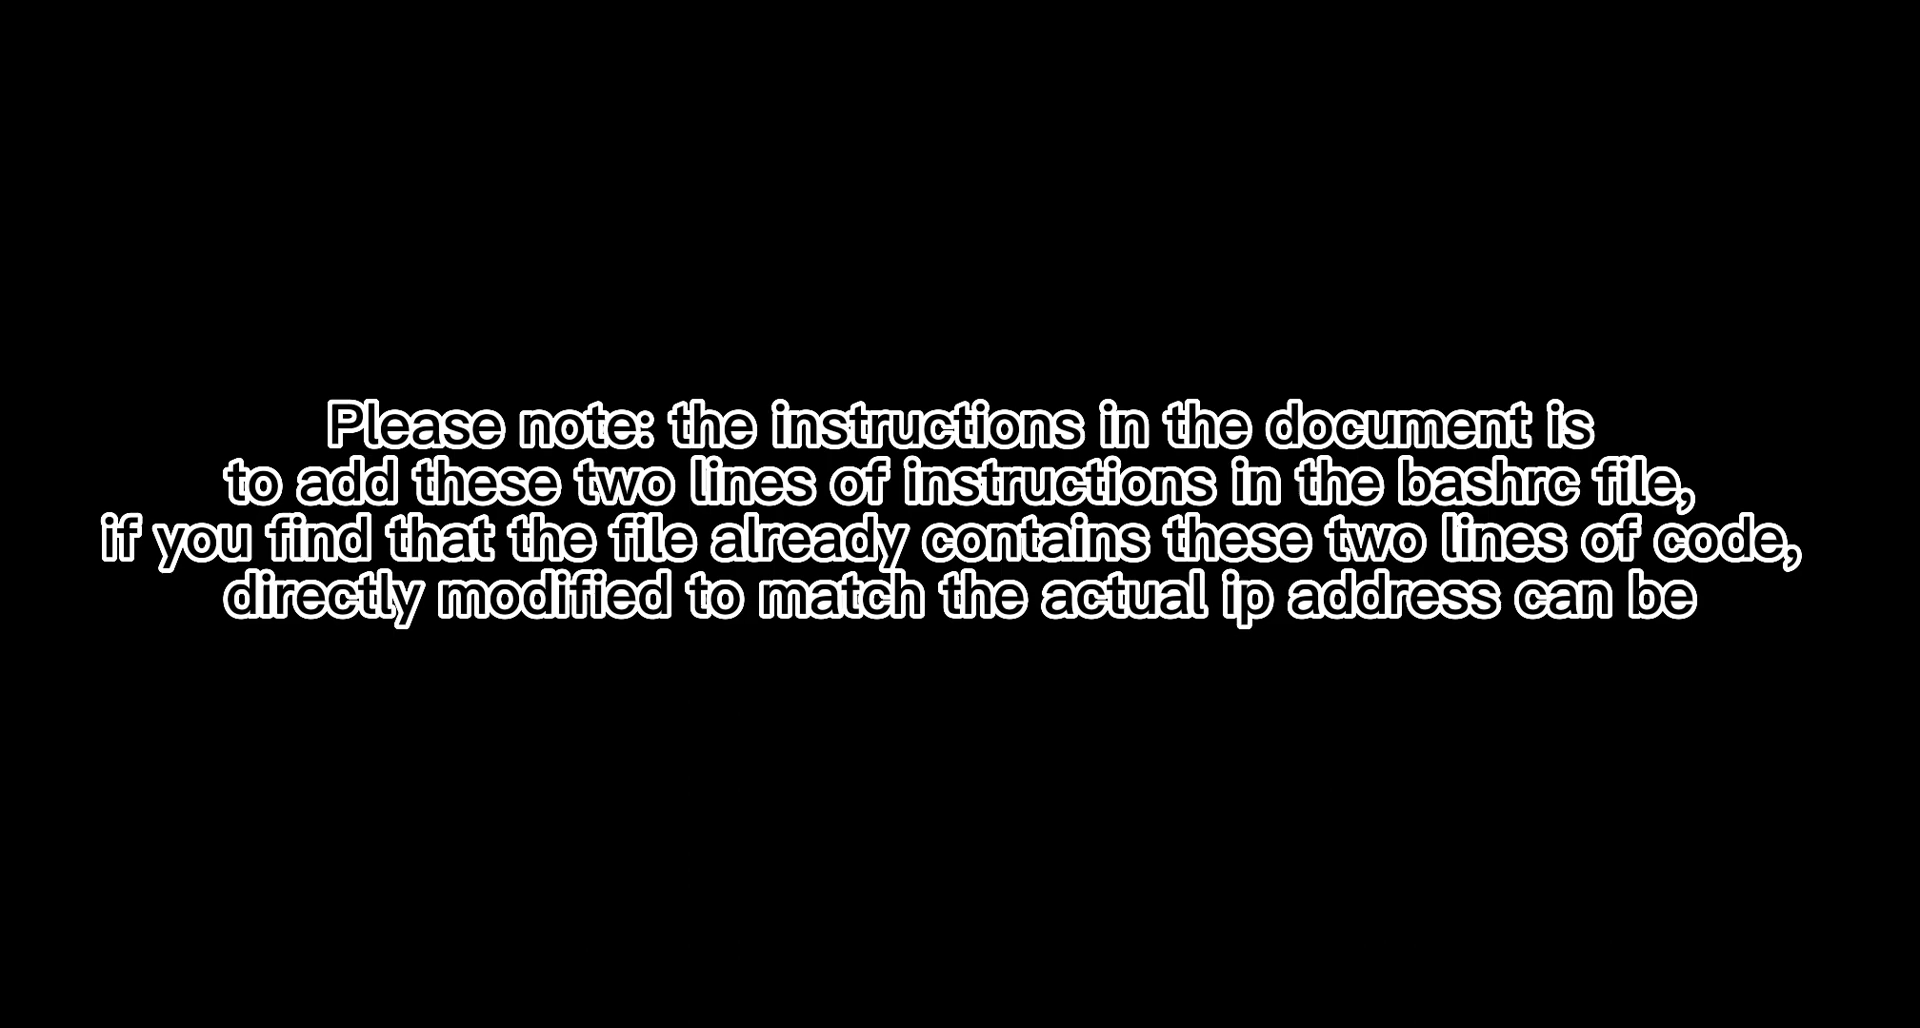 Please note: the instructions in the document is
to add these two lines of instructions in the bashrc file,
if you find that the file already contains these two lines of code,
directly modified to match the actual ip address can be